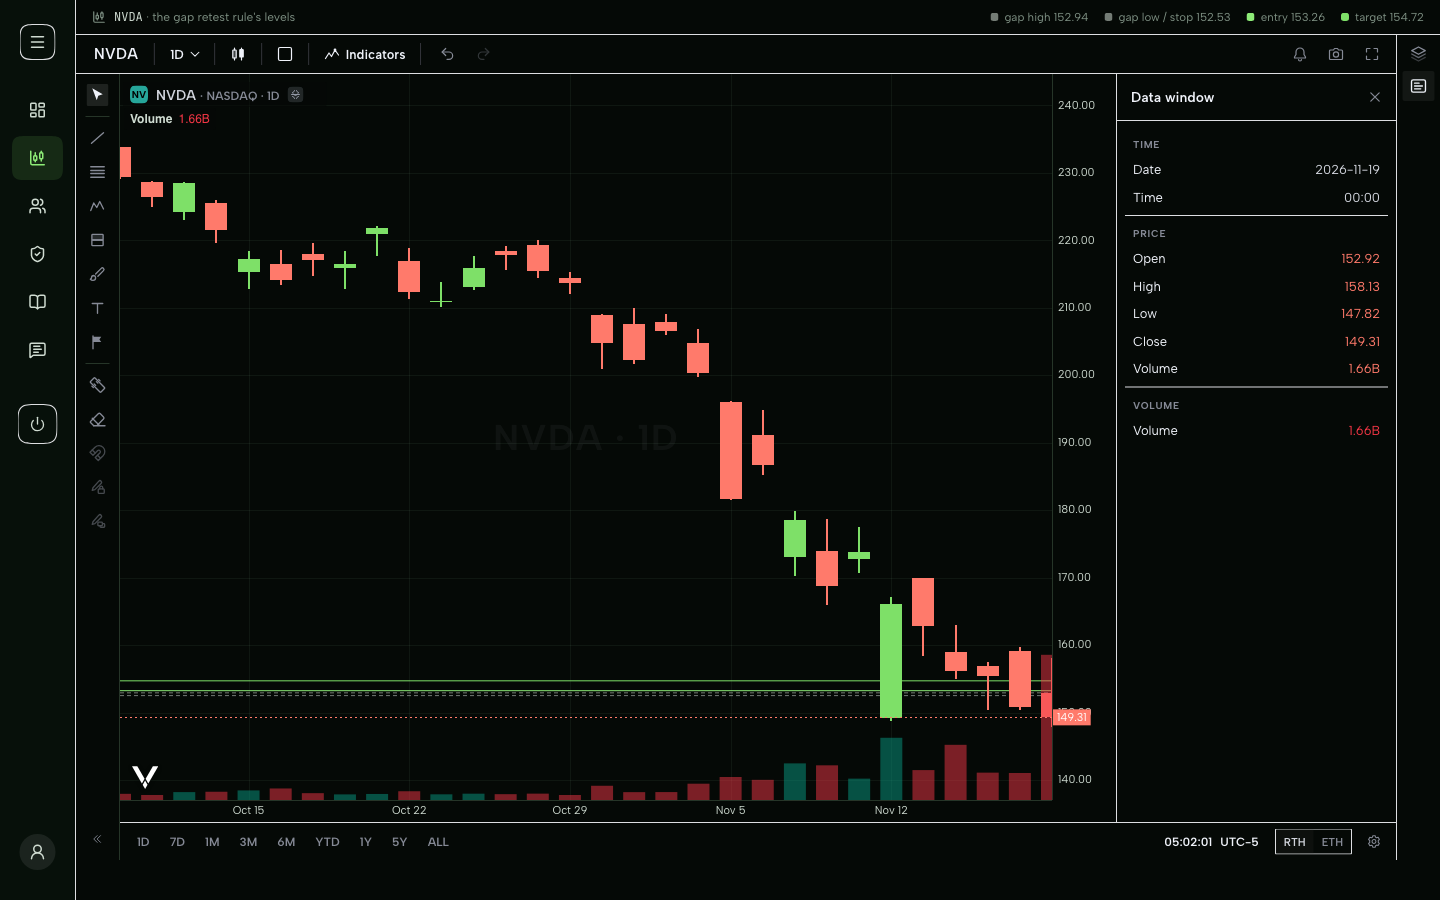 NVDA · the gap retest rule's levels
gap high 152.94
gap low / stop 152.53
entry 153.26
target 154.72
NVDA
1D
Indicators
NV
NVDA · NASDAQ · 1D
Volume 1.66B
NVDA · 1D
240.00
230.00
220.00
210.00
200.00
190.00
180.00
170.00
160.00
149.31
140.00
Oct 15
Oct 22
Oct 29
Nov 5
Nov 12
Data window
TIME
Date 2026-11-19
Time 00:00
PRICE
Open 152.92
High 158.13
Low 147.82
Close 149.31
Volume 1.66B
VOLUME
Volume 1.66B
1D 7D 1M 3M 6M YTD 1Y 5Y ALL
05:02:01 UTC-5
RTH ETH